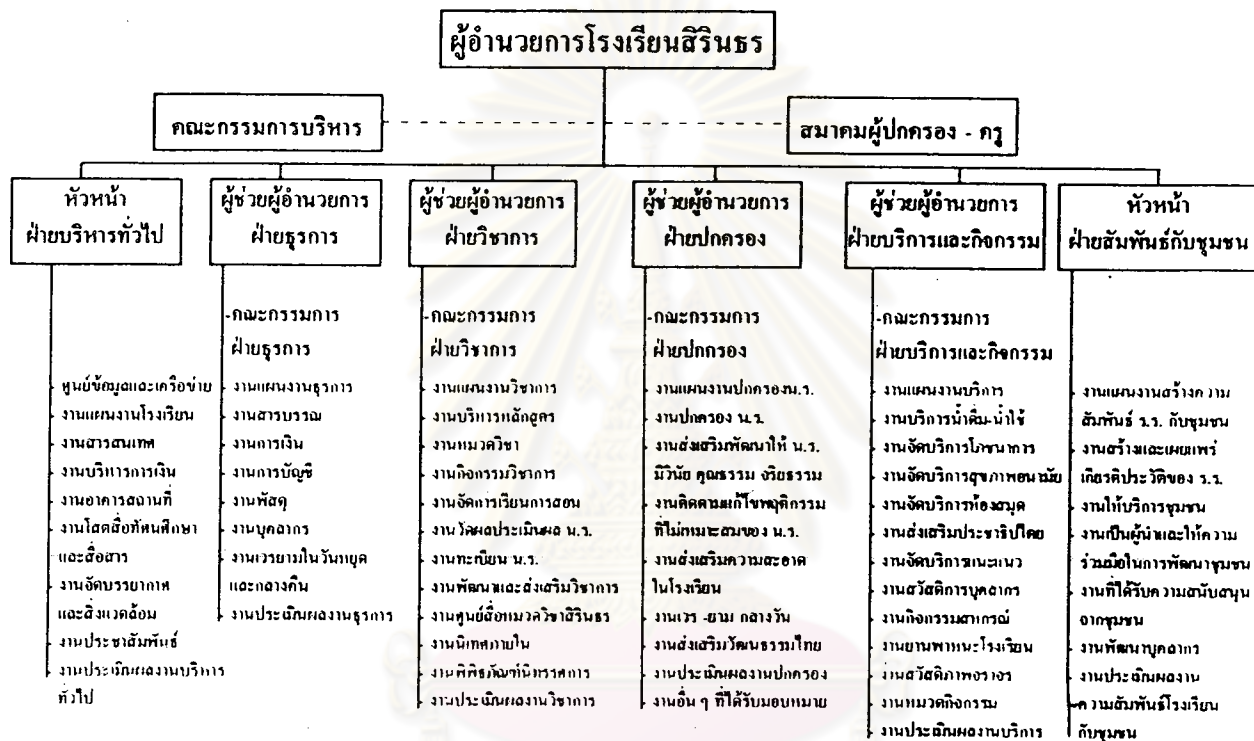 ผู้อำนวยการโรงเรียนสิรินธร
คณะกรรมการบริหาร
สมาคมผู้ปกครอง - ครู
หัวหน้า
ฝ่ายบริหารทั่วไป
ศูนย์ข้อมูลและเครือข่าย
งานแผนงานโรงเรียน
งานสารสนเทศ
งานบริหารการเงิน
งานอาคารสถานที่
งานโสตสื่อทัศนศึกษา
และสื่อสาร
งานจัดบรรยากาศ
และสิ่งแวดล้อม
งานประชาสัมพันธ์
งานประเมินผลงานบริการ
ทั่วไป
ผู้ช่วยผู้อำนวยการ
ฝ่ายธุรการ
-คณะกรรมการ
ฝ่ายธุรการ
งานแผนงานธุรการ
งานสารบรรณ
งานการเงิน
งานการบัญชี
งานพัสดุ
งานบุคลากร
งานเวรยามในวันหยุด
และกลางคืน
งานประเมินผลงานธุรการ
ผู้ช่วยผู้อำนวยการ
ฝ่ายวิชาการ
-คณะกรรมการ
ฝ่ายวิชาการ
งานแผนงานวิชาการ
งานบริหารหลักสูตร
งานหมวดวิชา
งานกิจกรรมวิชาการ
งานจัดการเรียนการสอน
งานวัดผลประเมินผล น.ร.
งานทะเบียน น.ร.
งานพัฒนาและส่งเสริมวิชาการ
งานศูนย์สื่อหมวดวิชาสิรินธร
งานนิเทศภายใน
งานพิพิธภัณฑ์นิทรรศการ
งานประเมินผลงานวิชาการ
ผู้ช่วยผู้อำนวยการ
ฝ่ายปกครอง
-คณะกรรมการ
ฝ่ายปกครอง
งานแผนงานปกครองน.ร.
งานปกครอง น.ร.
งานส่งเสริมพัฒนาให้ น.ร.
มีวินัย คุณธรรม จริยธรรม
งานติดตามแก้ไขพฤติกรรม
ที่ไม่เหมาะสมของ น.ร.
งานส่งเสริมความสะอาด
ในโรงเรียน
งานเวร -ยาม กลางวัน
งานส่งเสริมวัฒนธรรมไทย
งานประเมินผลงานปกครอง
งานอื่น ๆ ที่ได้รับมอบหมาย
ผู้ช่วยผู้อำนวยการ
ฝ่ายบริการและกิจกรรม
-คณะกรรมการ
ฝ่ายบริการและกิจกรรม
งานแผนงานบริการ
งานบริการน้ำดื่ม-น้ำใช้
งานจัดบริการโภชนาการ
งานจัดบริการสุขภาพอนามัย
งานจัดบริการห้องสมุด
งานส่งเสริมประชาธิปไตย
งานจัดบริการแนะแนว
งานสวัสดิการบุคลากร
งานกิจกรรมสหกรณ์
งานยานพาหนะโรงเรียน
งานสวัสดิภาพจราจร
งานหมวดกิจกรรม
งานประเมินผลงานบริการ
หัวหน้า
ฝ่ายสัมพันธ์กับชุมชน
งานแผนงานสร้างความ
สัมพันธ์ ร.ร. กับชุมชน
งานสร้างและเผยแพร่
เกียรติประวัติของ ร.ร.
งานให้บริการชุมชน
งานเป็นผู้นำและให้ความ
ร่วมมือในการพัฒนาชุมชน
งานที่ได้รับความสนับสนุน
จากชุมชน
งานพัฒนาบุคลากร
งานประเมินผลงาน
ความสัมพันธ์โรงเรียน
กับชุมชน